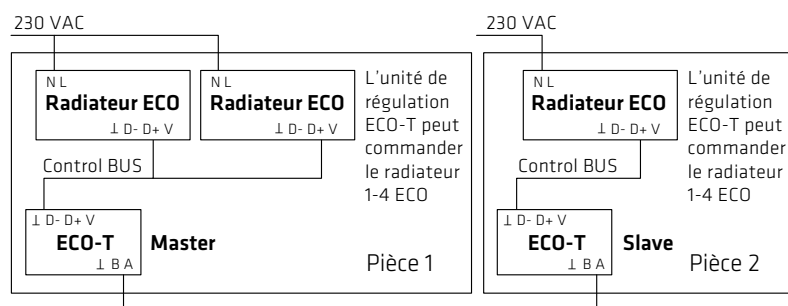 230 VAC
N L
Radiateur ECO
⊥ D- D+ V
N L
Radiateur ECO
⊥ D- D+ V
L'unité de
régulation
ECO-T peut
commander
le radiateur
1-4 ECO
Control BUS
⊥ D- D+ V
ECO-T
⊥ B A
Master
Pièce 1
230 VAC
N L
Radiateur ECO
⊥ D- D+ V
L'unité de
régulation
ECO-T peut
commander
le radiateur
1-4 ECO
Control BUS
⊥ D- D+ V
ECO-T
⊥ B A
Slave
Pièce 2